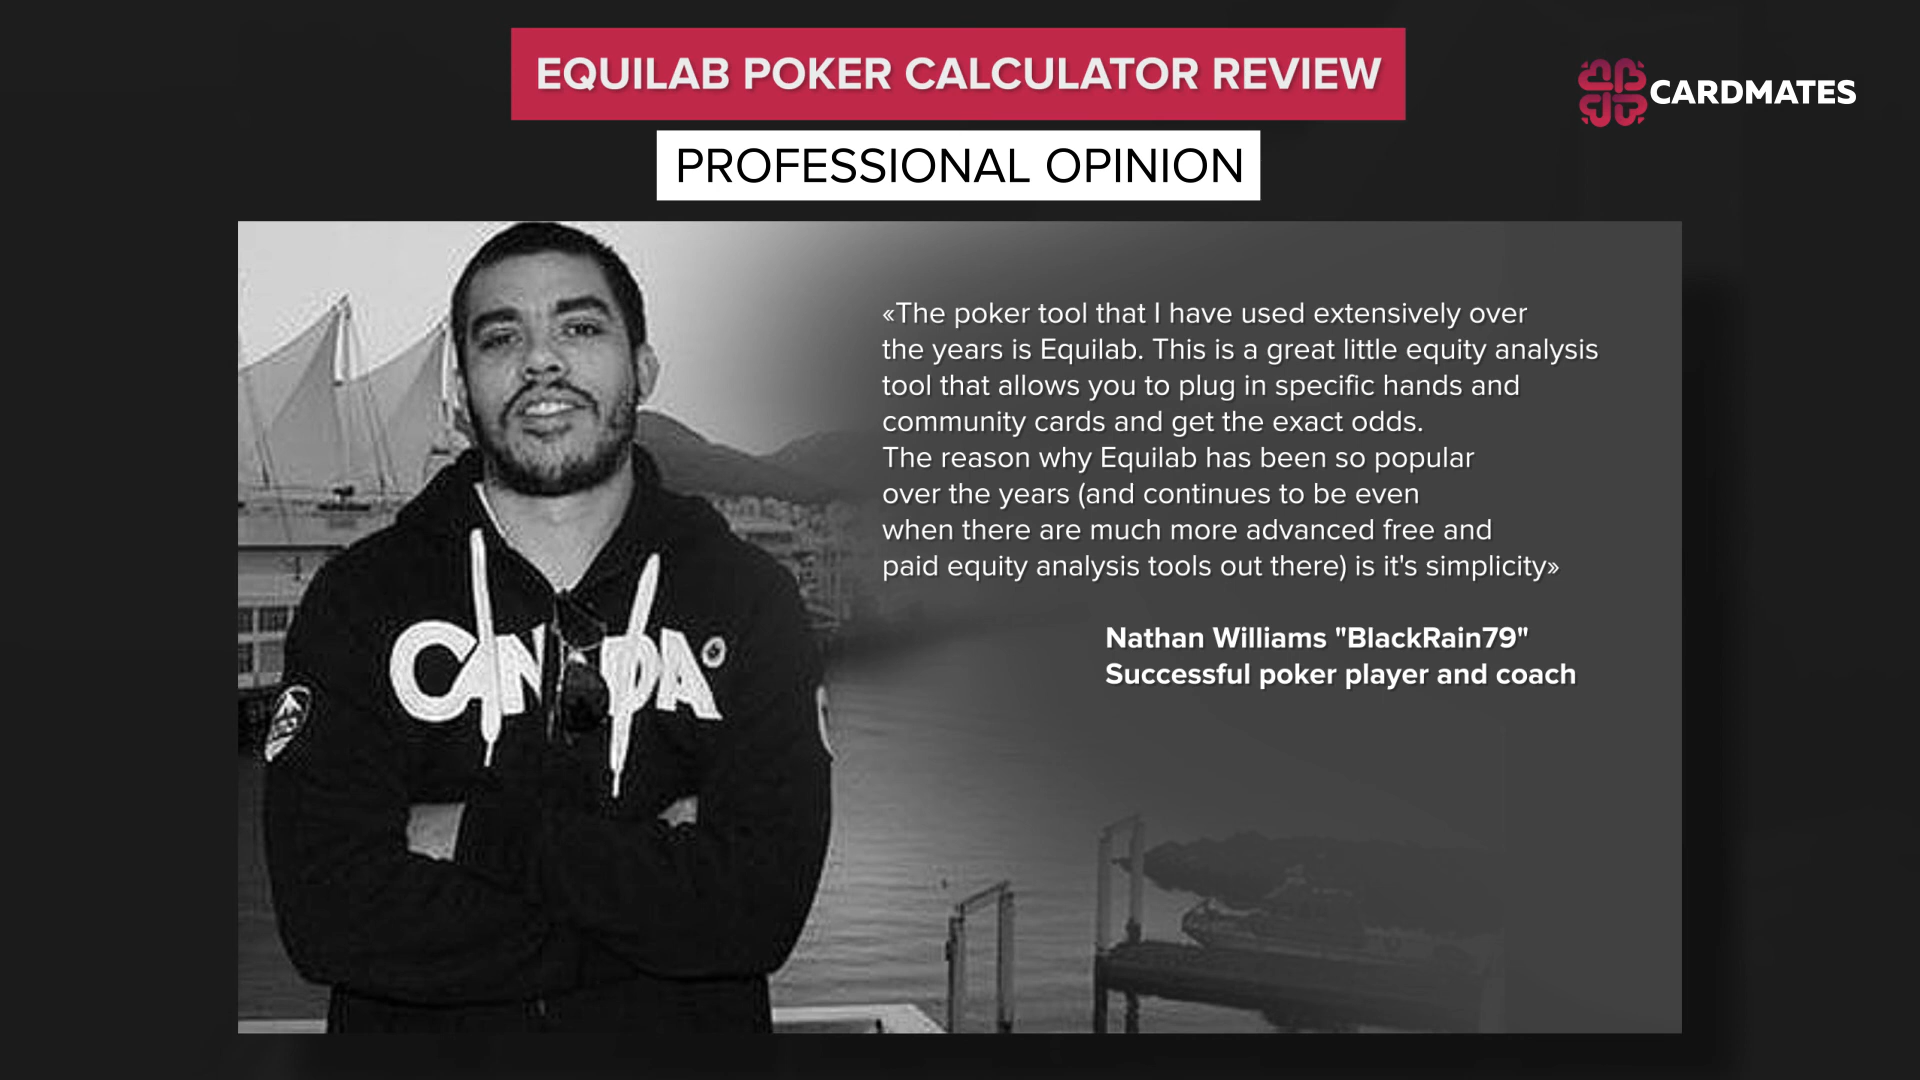 EQUILAB POKER CALCULATOR REVIEW
CARDMATES
PROFESSIONAL OPINION
«The poker tool that I have used extensively over
the years is Equilab. This is a great little equity analysis
tool that allows you to plug in specific hands and
community cards and get the exact odds.
The reason why Equilab has been so popular
over the years (and continues to be even
when there are much more advanced free and
paid equity analysis tools out there) is it's simplicity»
Nathan Williams "BlackRain79"
Successful poker player and coach
CANADA